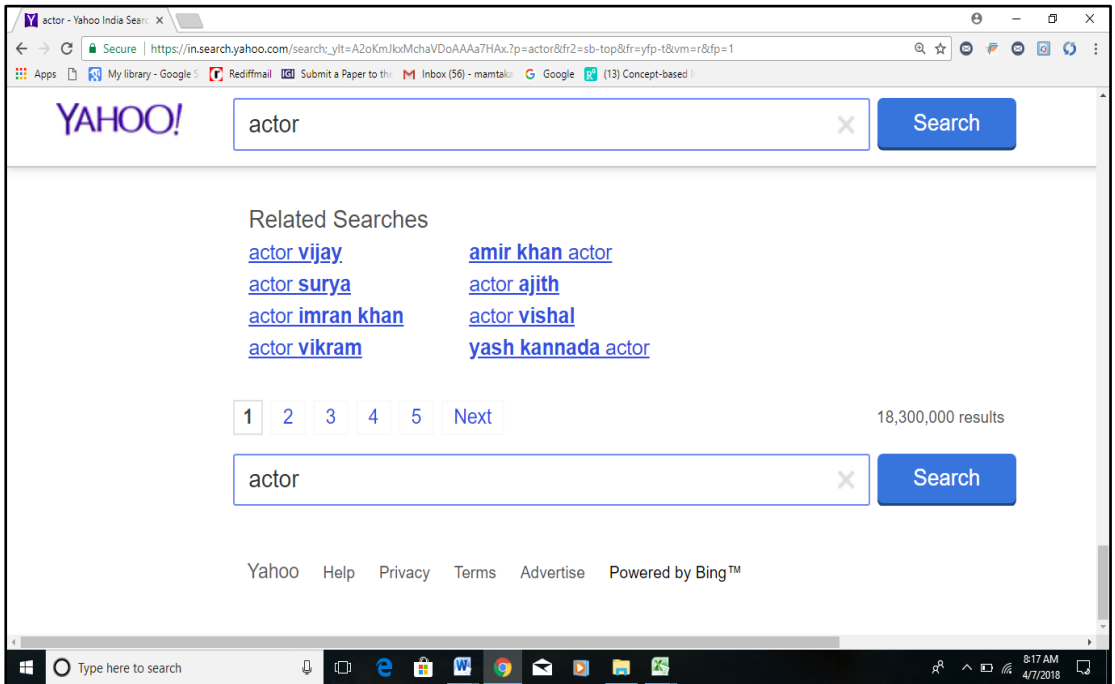 actor - Yahoo India Searc
Secure | https://in.search.yahoo.com/search;_ylt=A2oKmJkxMchaVDoAAAa7HAx.?p=actor&fr2=sb-top&fr=yfp-t&vm=r&fp=1
Apps My library - Google S Rediffmail IGI Submit a Paper to the Inbox (56) - mamtaka Google (13) Concept-based i
YAHOO! actor Search
Related Searches
actor vijay amir khan actor
actor surya actor ajith
actor imran khan actor vishal
actor vikram yash kannada actor
1 2 3 4 5 Next 18,300,000 results
actor Search
Yahoo Help Privacy Terms Advertise Powered by Bing™
Type here to search 8:17 AM
4/7/2018